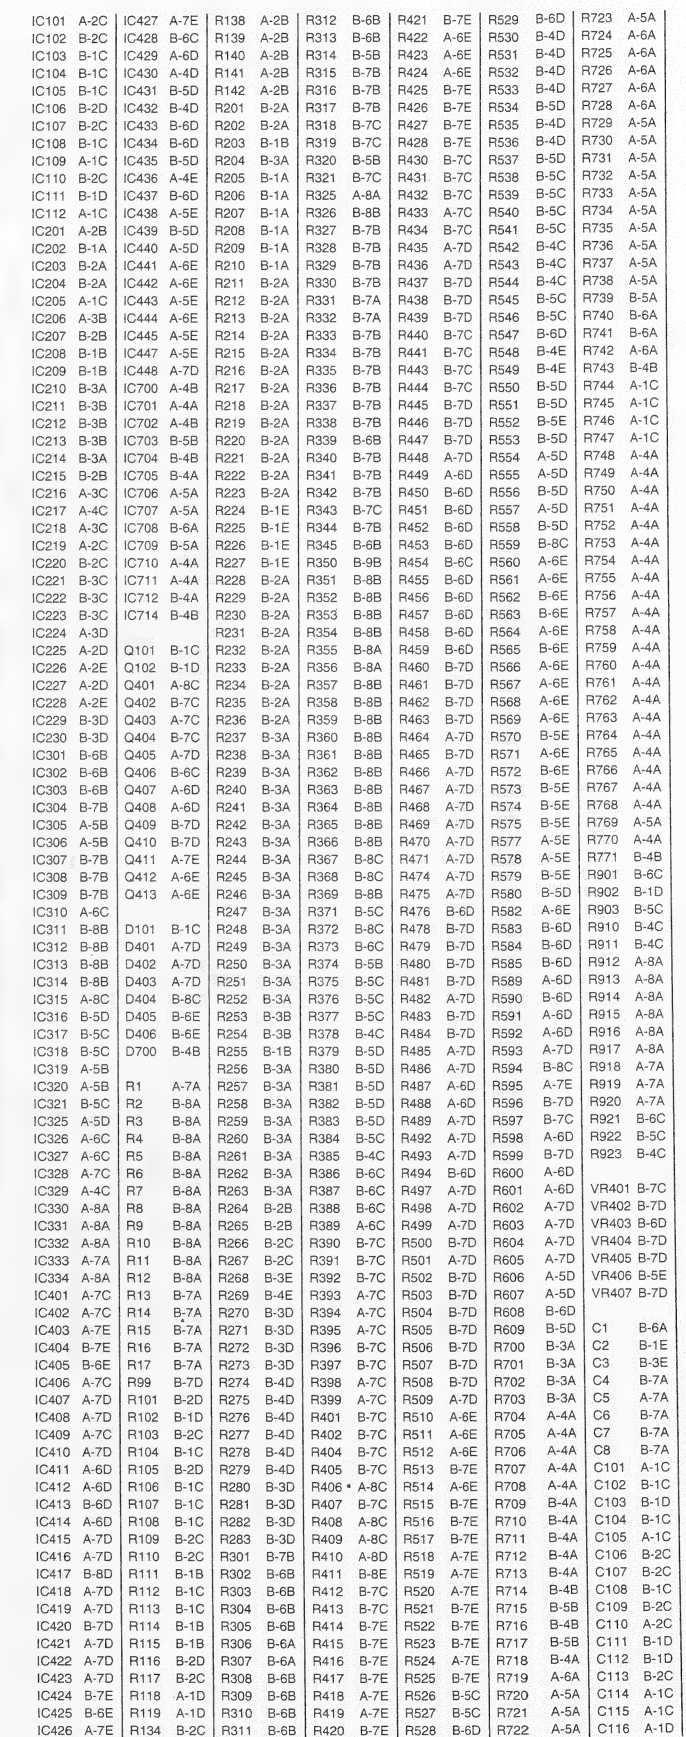 IC101 A-2C
IC102 B-2C
IC103 B-1C
IC104 B-1C
IC105 B-1C
IC106 B-2D
IC107 B-2C
IC108 B-1C
IC109 A-1C
IC110 B-2C
IC111 B-1D
IC112 A-1C
IC201 A-2B
IC202 B-1A
IC203 B-2A
IC204 B-2A
IC205 A-1C
IC206 A-3B
IC207 B-2B
IC208 B-1B
IC209 B-1B
IC210 B-3A
IC211 B-3B
IC212 B-3B
IC213 B-3B
IC214 B-3A
IC215 B-2B
IC216 A-3C
IC217 A-4C
IC218 A-3C
IC219 A-2C
IC220 B-2C
IC221 B-3C
IC222 B-3C
IC223 B-3C
IC224 A-3D
IC225 A-2D
IC226 A-2E
IC227 A-2D
IC228 A-2E
IC229 B-3D
IC230 B-3D
IC301 B-6B
IC302 B-6B
IC303 B-6B
IC304 B-7B
IC305 A-5B
IC306 A-5B
IC307 B-7B
IC308 B-7B
IC309 B-7B
IC310 A-6C
IC311 B-8B
IC312 B-8B
IC313 B-8B
IC314 B-8B
IC315 A-8C
IC316 B-5D
IC317 B-5C
IC318 B-5C
IC319 A-5B
IC320 A-5B
IC321 B-5C
IC325 A-5D
IC326 A-6C
IC327 A-6C
IC328 A-7C
IC329 A-4C
IC330 A-8A
IC331 A-8A
IC332 A-8A
IC333 A-7A
IC334 A-8A
IC401 A-7C
IC402 A-7C
IC403 A-7E
IC404 B-7E
IC405 B-6E
IC406 A-7C
IC407 A-7D
IC408 A-7D
IC409 A-7C
IC410 A-7D
IC411 A-6D
IC412 A-6D
IC413 B-6D
IC414 A-6D
IC415 A-7D
IC416 A-7D
IC417 B-8D
IC418 A-7D
IC419 A-7D
IC420 B-7D
IC421 A-7D
IC422 A-7D
IC423 A-7D
IC424 B-7E
IC425 B-6E
IC426 A-7E
IC427 A-7E
IC428 B-6C
IC429 A-6D
IC430 A-4D
IC431 B-5D
IC432 B-4D
IC433 B-6D
IC434 B-6D
IC435 B-5D
IC436 A-4E
IC437 B-6D
IC438 A-5E
IC439 B-5D
IC440 A-5D
IC441 A-6E
IC442 A-6E
IC443 A-5E
IC444 A-6E
IC445 A-5E
IC447 A-5E
IC448 A-7D
IC700 A-4B
IC701 A-4A
IC702 A-4B
IC703 B-5B
IC704 B-4B
IC705 B-4A
IC706 A-5A
IC707 A-5A
IC708 B-6A
IC709 B-5A
IC710 A-4A
IC711 A-4A
IC712 B-4A
IC714 B-4B
Q101 B-1C
Q102 B-1D
Q401 A-8C
Q402 B-7C
Q403 A-7C
Q404 B-7C
Q405 A-7D
Q406 B-6C
Q407 A-6D
Q408 A-6D
Q409 B-7D
Q410 B-7D
Q411 A-7E
Q412 A-6E
Q413 A-6E
D101 B-1C
D401 A-7D
D402 A-7D
D403 A-7D
D404 B-8C
D405 B-6E
D406 B-6E
D700 B-4B
R1 A-7A
R2 B-8A
R3 B-8A
R4 B-8A
R5 B-8A
R6 B-8A
R7 B-8A
R8 B-8A
R9 B-8A
R10 B-8A
R11 B-8A
R12 B-8A
R13 B-7A
R14 B-7A
R15 B-7A
R16 B-7A
R17 B-7A
R99 B-7D
R101 B-2D
R102 B-1D
R103 B-2C
R104 B-1C
R105 B-2D
R106 B-1C
R107 B-1C
R108 B-1C
R109 B-2C
R110 B-2C
R111 B-1B
R112 B-1C
R113 B-1C
R114 B-1B
R115 B-1B
R116 B-2D
R117 B-2C
R118 A-1D
R119 A-1D
R134 B-2C
R138 A-2B
R139 A-2B
R140 A-2B
R141 A-2B
R142 A-2B
R201 B-2A
R202 B-2A
R203 B-1B
R204 B-3A
R205 B-1A
R206 B-1A
R207 B-1A
R208 B-1A
R209 B-1A
R210 B-1A
R211 B-2A
R212 B-2A
R213 B-2A
R214 B-2A
R215 B-2A
R216 B-2A
R217 B-2A
R218 B-2A
R219 B-2A
R220 B-2A
R221 B-2A
R222 B-2A
R223 B-2A
R224 B-1E
R225 B-1E
R226 B-1E
R227 B-1E
R228 B-2A
R229 B-2A
R230 B-2A
R231 B-2A
R232 B-2A
R233 B-2A
R234 B-2A
R235 B-2A
R236 B-2A
R237 B-3A
R238 B-3A
R239 B-3A
R240 B-3A
R241 B-3A
R242 B-3A
R243 B-3A
R244 B-3A
R245 B-3A
R246 B-3A
R247 B-3A
R248 B-3A
R249 B-3A
R250 B-3A
R251 B-3A
R252 B-3A
R253 B-3B
R254 B-3B
R255 B-1B
R256 B-3A
R257 B-3A
R258 B-3A
R259 B-3A
R260 B-3A
R261 B-3A
R262 B-3A
R263 B-3A
R264 B-2B
R265 B-2B
R266 B-2C
R267 B-2C
R268 B-3E
R269 B-4E
R270 B-3D
R271 B-3D
R272 B-3D
R273 B-3D
R274 B-4D
R275 B-4D
R276 B-4D
R277 B-4D
R278 B-4D
R279 B-4D
R280 B-3D
R281 B-3D
R282 B-3D
R283 B-3D
R301 B-7B
R302 B-6B
R303 B-6B
R304 B-6B
R305 B-6B
R306 B-6A
R307 B-6A
R308 B-6B
R309 B-6B
R310 B-6B
R311 B-6B
R312 B-6B
R313 B-6B
R314 B-5B
R315 B-7B
R316 B-7B
R317 B-7B
R318 B-7C
R319 B-7C
R320 B-5B
R321 B-7C
R325 A-8A
R326 B-8B
R327 B-7B
R328 B-7B
R329 B-7B
R330 B-7B
R331 B-7A
R332 B-7A
R333 B-7B
R334 B-7B
R335 B-7B
R336 B-7B
R337 B-7B
R338 B-7B
R339 B-6B
R340 B-7B
R341 B-7B
R342 B-7B
R343 B-7C
R344 B-7B
R345 B-6B
R350 B-9B
R351 B-8B
R352 B-8B
R353 B-8B
R354 B-8B
R355 B-8A
R356 B-8A
R357 B-8B
R358 B-8B
R359 B-8B
R360 B-8B
R361 B-8B
R362 B-8B
R363 B-8B
R364 B-8B
R365 B-8B
R366 B-8B
R367 B-8C
R368 B-8C
R369 B-8B
R371 B-5C
R372 B-8C
R373 B-6C
R374 B-5B
R375 B-5C
R376 B-5C
R377 B-5C
R378 B-4C
R379 B-5D
R380 B-5D
R381 B-5D
R382 B-5D
R383 B-5D
R384 B-5C
R385 B-4C
R386 B-6C
R387 B-6C
R388 B-6C
R389 A-6C
R390 B-7C
R391 B-7C
R392 B-7C
R393 A-7C
R394 A-7C
R395 A-7C
R396 B-7C
R397 B-7C
R398 A-7C
R399 A-7C
R401 B-7C
R402 B-7C
R404 B-7C
R405 B-7C
R406 A-8C
R407 B-7C
R408 A-8C
R409 A-8C
R410 A-8D
R411 B-8E
R412 B-7C
R413 B-7C
R414 B-7E
R415 B-7E
R416 B-7E
R417 B-7E
R418 A-7E
R419 A-7E
R420 B-7E
R421 B-7E
R422 A-6E
R423 A-6E
R424 A-6E
R425 B-7E
R426 B-7E
R427 B-7E
R428 B-7E
R430 B-7C
R431 B-7C
R432 B-7C
R433 A-7C
R434 B-7C
R435 A-7D
R436 A-7D
R437 B-7D
R438 B-7D
R439 B-7D
R440 B-7C
R441 B-7C
R443 B-7C
R444 B-7C
R445 B-7D
R446 B-7D
R447 B-7D
R448 A-7D
R449 A-6D
R450 B-6D
R451 B-6D
R452 B-6D
R453 B-6D
R454 B-6C
R455 B-6D
R456 B-6D
R457 B-6D
R458 B-6D
R459 B-6D
R460 B-7D
R461 B-7D
R462 B-7D
R463 B-7D
R464 A-7D
R465 B-7D
R466 A-7D
R467 A-7D
R468 A-7D
R469 A-7D
R470 A-7D
R471 A-7D
R474 A-7D
R475 A-7D
R476 B-6D
R478 B-7D
R479 B-7D
R480 B-7D
R481 B-7D
R482 A-7D
R483 B-7D
R484 B-7D
R485 A-7D
R486 A-7D
R487 A-6D
R488 A-6D
R489 A-7D
R492 A-7D
R493 A-7D
R494 B-6D
R497 A-7D
R498 A-7D
R499 A-7D
R500 B-7D
R501 A-7D
R502 B-7D
R503 B-7D
R504 B-7D
R505 B-7D
R506 B-7D
R507 B-7D
R508 B-7D
R509 A-7D
R510 A-6E
R511 A-6E
R512 A-6E
R513 B-7E
R514 A-6E
R515 B-7E
R516 B-7E
R517 B-7E
R518 A-7E
R519 A-7E
R520 A-7E
R521 B-7E
R522 B-7E
R523 B-7E
R524 A-7E
R525 B-7E
R526 B-5C
R527 B-5C
R528 B-6D
R529 B-6D
R530 B-4D
R531 B-4D
R532 B-4D
R533 B-4D
R534 B-5D
R535 B-4D
R536 B-4D
R537 B-5D
R538 B-5C
R539 B-5C
R540 B-5C
R541 B-5C
R542 B-4C
R543 B-4C
R544 B-4C
R545 B-5C
R546 B-5C
R547 B-6D
R548 B-4E
R549 B-4E
R550 B-5D
R551 B-5D
R552 B-5E
R553 B-5D
R554 A-5D
R555 A-5D
R556 B-5D
R557 A-5D
R558 B-5D
R559 B-8C
R560 A-6E
R561 A-6E
R562 B-6E
R563 B-6E
R564 A-6E
R565 B-6E
R566 A-6E
R567 A-6E
R568 A-6E
R569 A-6E
R570 B-5E
R571 A-6E
R572 B-6E
R573 B-5E
R574 B-5E
R575 B-5E
R577 A-5E
R578 A-5E
R579 B-5E
R580 B-5D
R582 A-6E
R583 B-6D
R584 B-6D
R585 B-6D
R589 A-6D
R590 B-6D
R591 A-6D
R592 A-6D
R593 A-7D
R594 B-8C
R595 A-7E
R596 B-7D
R597 B-7C
R598 A-6D
R599 B-7D
R600 A-6D
R601 A-6D
R602 A-7D
R603 A-7D
R604 A-7D
R605 A-7D
R606 A-5D
R607 A-5D
R608 B-6D
R609 B-5D
R700 B-3A
R701 B-3A
R702 B-3A
R703 B-3A
R704 A-4A
R705 A-4A
R706 A-4A
R707 A-4A
R708 A-4A
R709 B-4A
R710 B-4A
R711 B-4A
R712 B-4A
R713 B-4A
R714 B-4B
R715 B-5B
R716 B-4B
R717 B-5B
R718 B-4A
R719 A-6A
R720 A-5A
R721 A-5A
R722 A-5A
R723 A-5A
R724 A-6A
R725 A-6A
R726 A-6A
R727 A-6A
R728 A-6A
R729 A-5A
R730 A-5A
R731 A-5A
R732 A-5A
R733 A-5A
R734 A-5A
R735 A-5A
R736 A-5A
R737 A-5A
R738 A-5A
R739 B-5A
R740 B-6A
R741 B-6A
R742 A-6A
R743 B-4B
R744 A-1C
R745 A-1C
R746 A-1C
R747 A-1C
R748 A-4A
R749 A-4A
R750 A-4A
R751 A-4A
R752 A-4A
R753 A-4A
R754 A-4A
R755 A-4A
R756 A-4A
R757 A-4A
R758 A-4A
R759 A-4A
R760 A-4A
R761 A-4A
R762 A-4A
R763 A-4A
R764 A-4A
R765 A-4A
R766 A-4A
R767 A-4A
R768 A-4A
R769 A-5A
R770 A-4A
R771 B-4B
R901 B-6C
R902 B-1D
R903 B-5C
R910 B-4C
R911 B-4C
R912 A-8A
R913 A-8A
R914 A-8A
R915 A-8A
R916 A-8A
R917 A-8A
R918 A-7A
R919 A-7A
R920 A-7A
R921 B-6C
R922 B-5C
R923 B-4C
VR401 B-7C
VR402 B-7D
VR403 B-6D
VR404 B-7D
VR405 B-7D
VR406 B-5E
VR407 B-7D
C1 B-6A
C2 B-1E
C3 B-3E
C4 B-7A
C5 A-7A
C6 B-7A
C7 B-7A
C8 B-7A
C101 A-1C
C102 B-1C
C103 B-1D
C104 B-1C
C105 A-1C
C106 B-2C
C107 B-2C
C108 B-1C
C109 B-2C
C110 A-2C
C111 B-1D
C112 B-1D
C113 B-2C
C114 A-1C
C115 A-1C
C116 A-1D